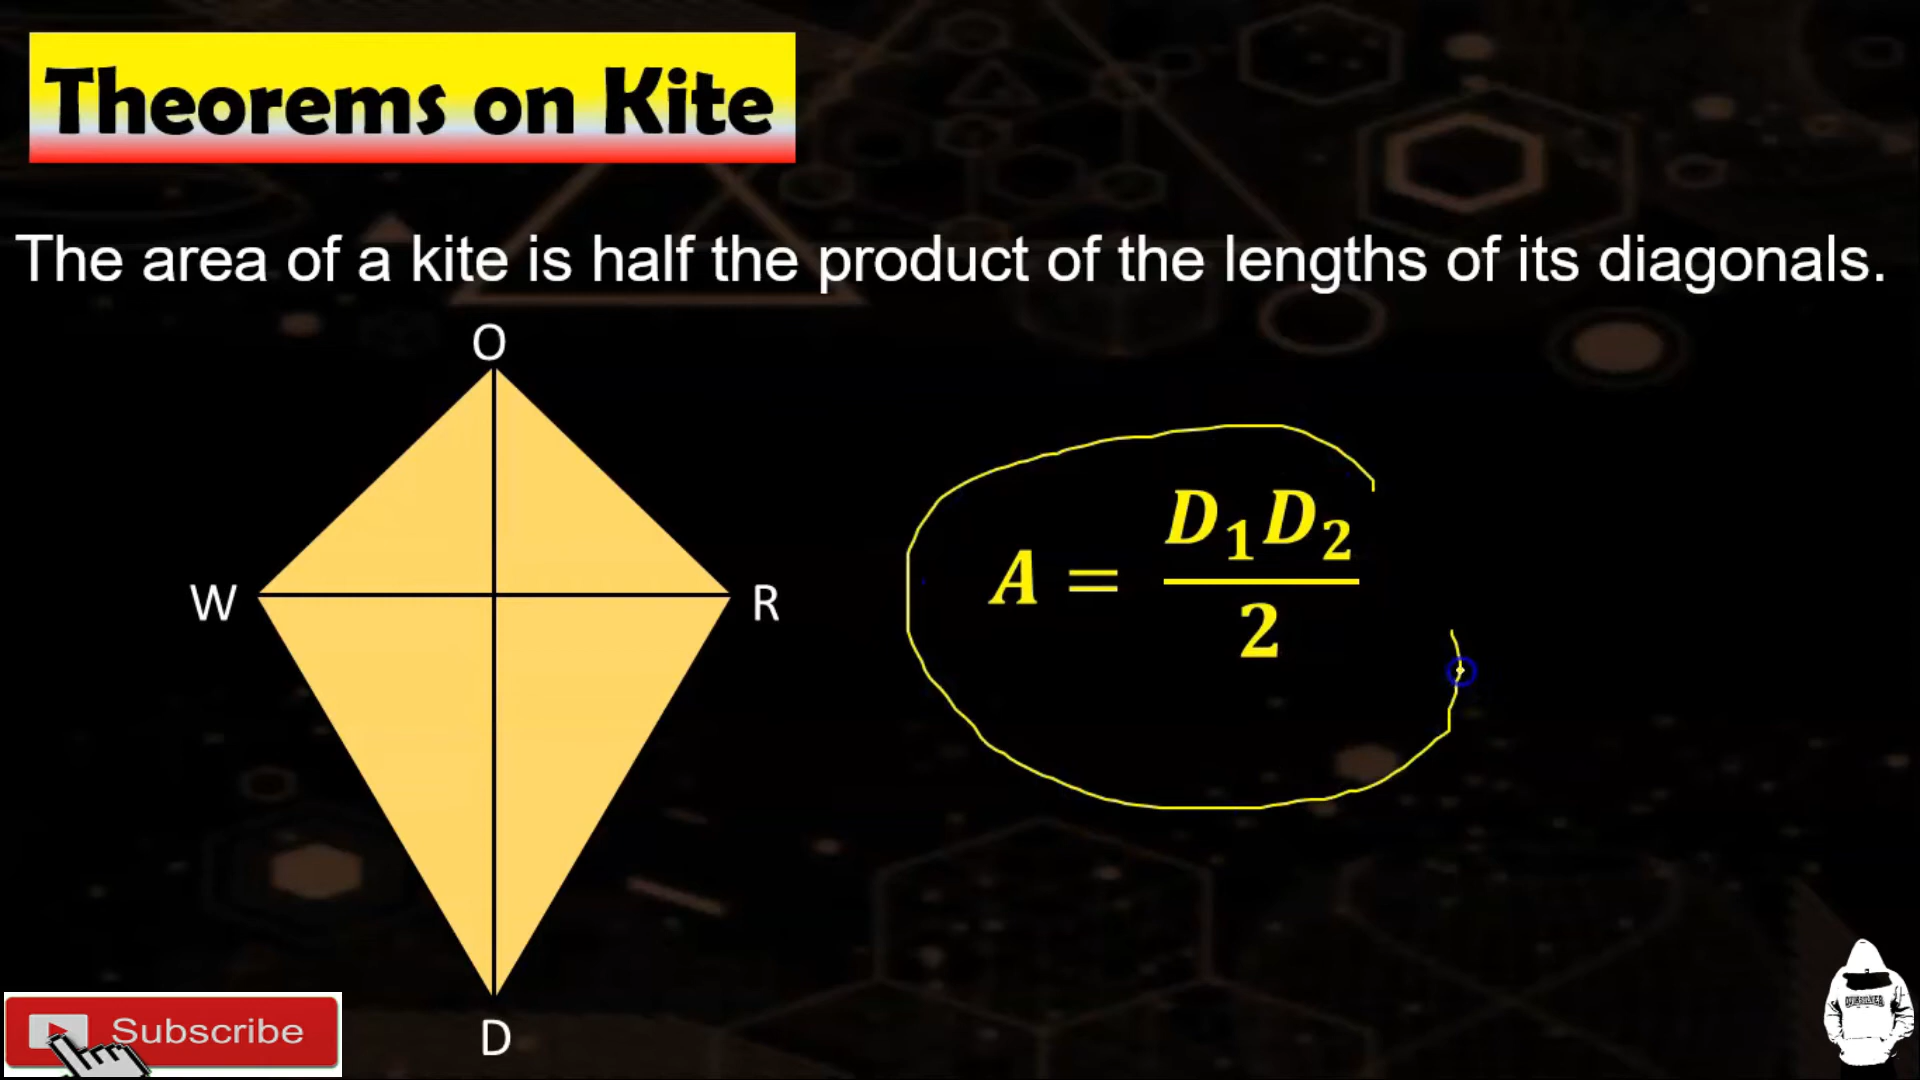 Theorems on Kite
The area of a kite is half the product of the lengths of its diagonals.
O
W
R
D
A = D₁D₂
2
Subscribe
QUIKSILVER